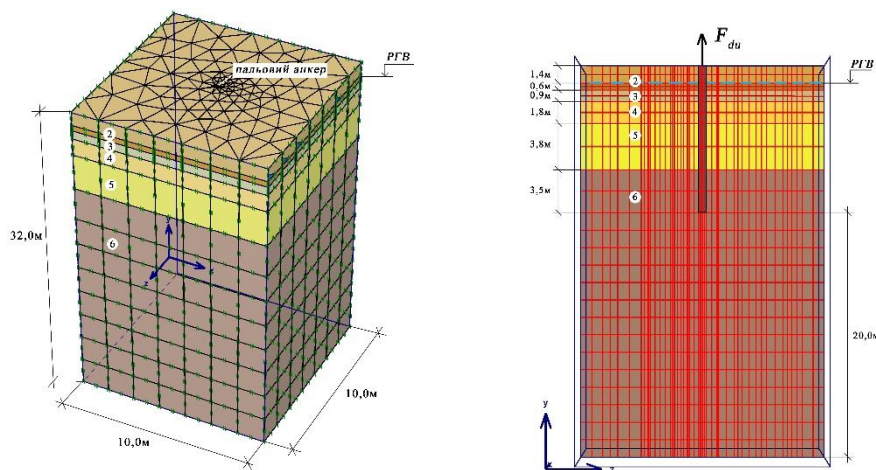 пальовий анкер
РГВ
2
3
4
5
6
32,0м
y
x
z
10,0м
10,0м
F_du
РГВ
1,4м
0,6м
0,9м
1,8м
3,8м
3,5м
2
3
4
5
6
20,0м
y
x
z